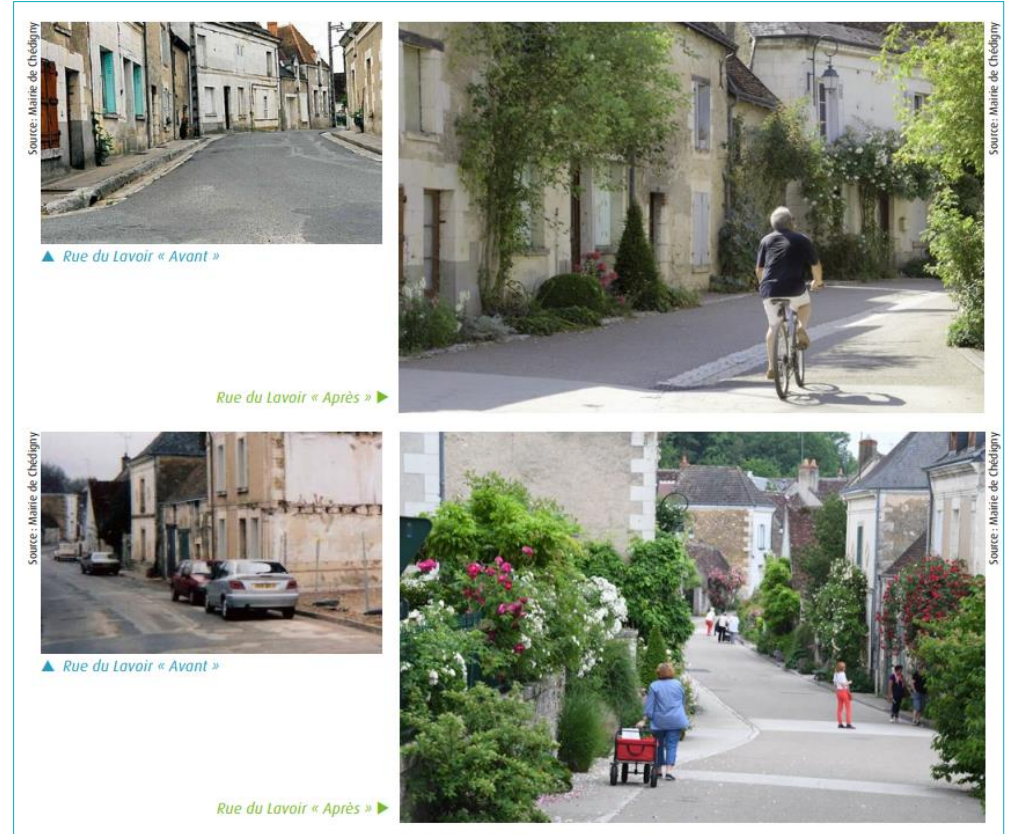 Source : Mairie de Chédigny
Source : Mairie de Chédigny
▲ Rue du Lavoir « Avant »
Rue du Lavoir « Après » ▶
Source : Mairie de Chédigny
Source : Mairie de Chédigny
▲ Rue du Lavoir « Avant »
Rue du Lavoir « Après » ▶